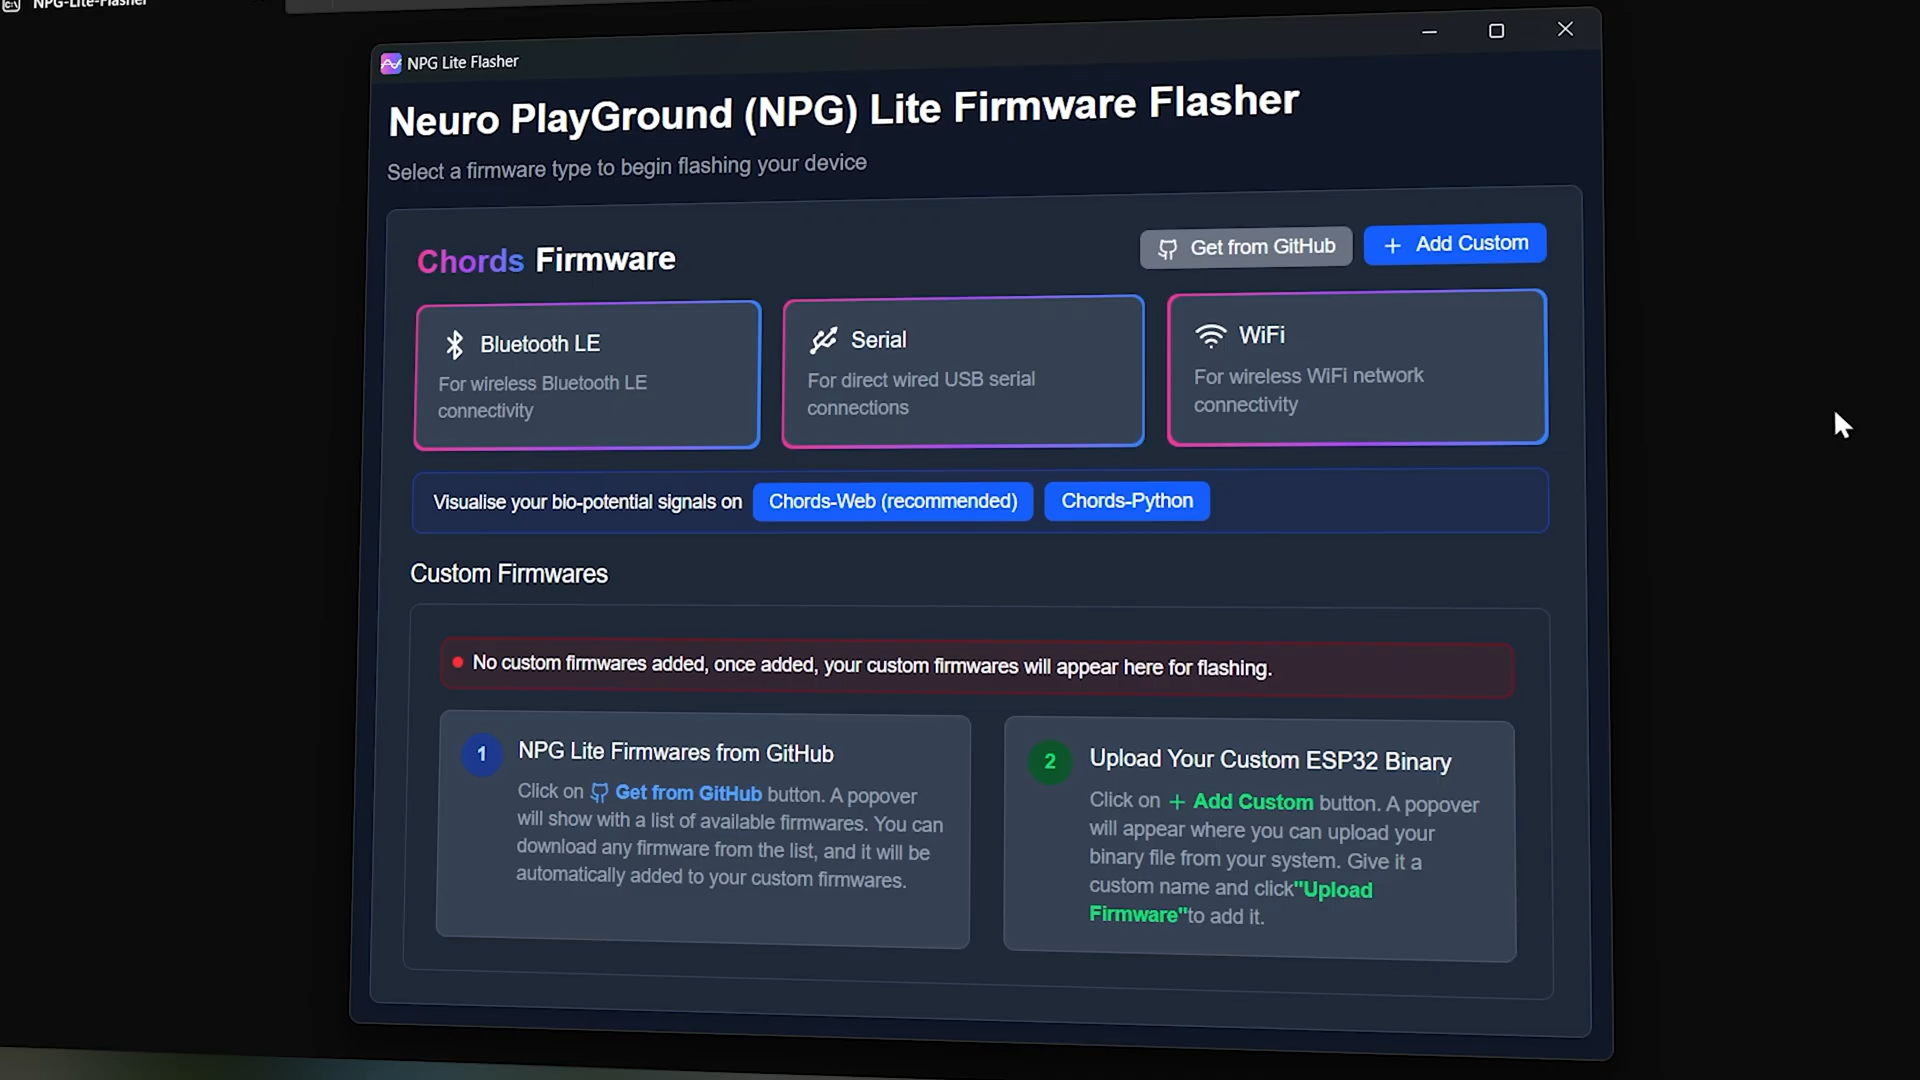 NPG-Lite-Flasher
NPG Lite Flasher
Neuro PlayGround (NPG) Lite Firmware Flasher
Select a firmware type to begin flashing your device
Chords Firmware
Get from GitHub
+ Add Custom
Bluetooth LE
For wireless Bluetooth LE
connectivity
Serial
For direct wired USB serial
connections
WiFi
For wireless WiFi network
connectivity
Visualise your bio-potential signals on Chords-Web (recommended) Chords-Python
Custom Firmwares
No custom firmwares added, once added, your custom firmwares will appear here for flashing.
1 NPG Lite Firmwares from GitHub
Click on Get from GitHub button. A popover
will show with a list of available firmwares. You can
download any firmware from the list, and it will be
automatically added to your custom firmwares.
2 Upload Your Custom ESP32 Binary
Click on + Add Custom button. A popover
will appear where you can upload your
binary file from your system. Give it a
custom name and click"Upload
Firmware"to add it.